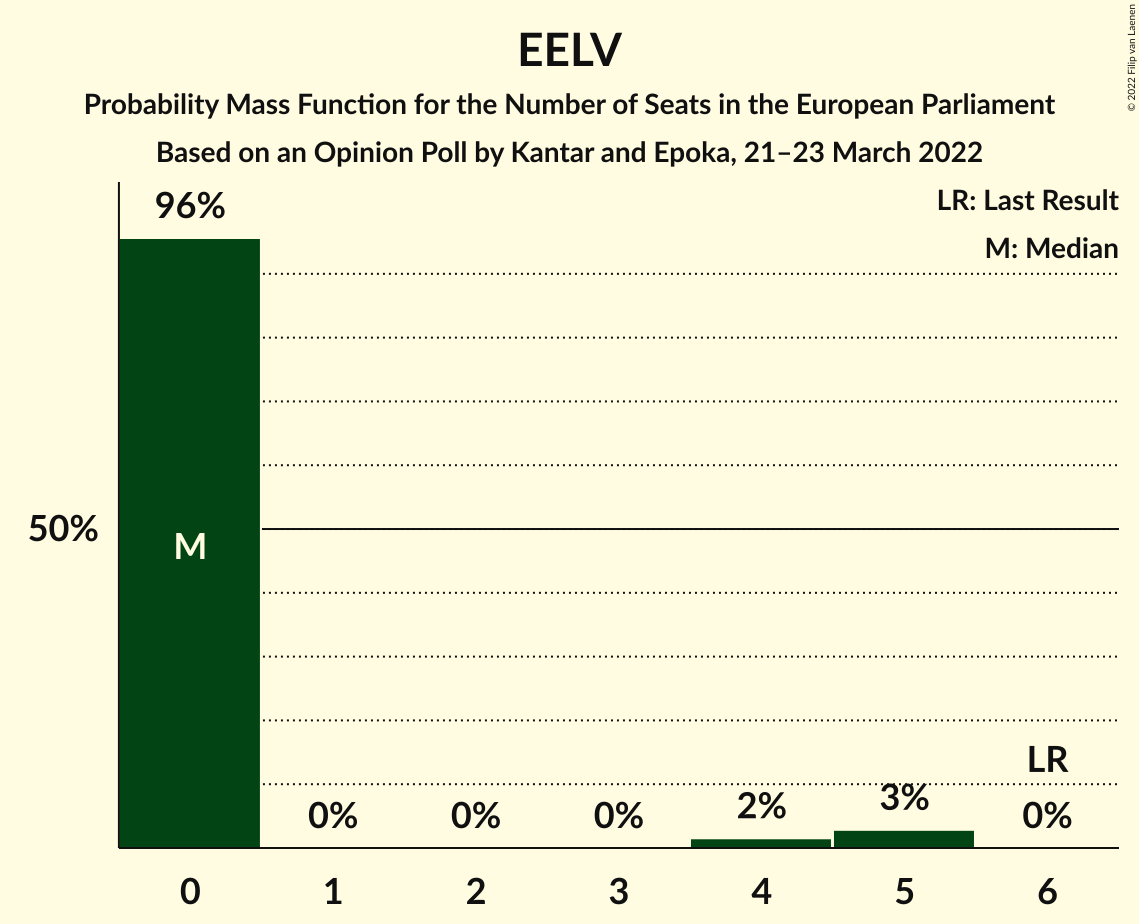 EELV
Probability Mass Function for the Number of Seats in the European Parliament
Based on an Opinion Poll by Kantar and Epoka, 21–23 March 2022
© 2022 Filip van Laenen
LR: Last Result
M: Median
96%
50%
M
0% 0% 0% 2% 3% 0%
LR
0 1 2 3 4 5 6